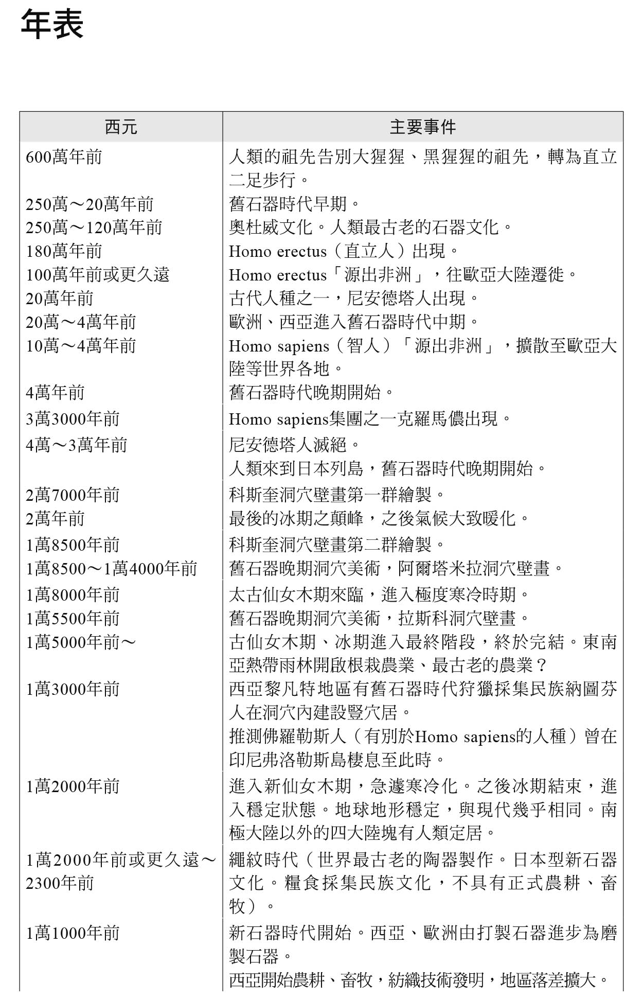 年表
西元 主要事件
600萬年前 人類的祖先告別大猩猩、黑猩猩的祖先，轉為直立
二足步行。
250萬～20萬年前 舊石器時代早期。
250萬～120萬年前 奧杜威文化。人類最古老的石器文化。
180萬年前 Homo erectus（直立人）出現。
100萬年前或更久遠 Homo erectus「源出非洲」，往歐亞大陸遷徙。
20萬年前 古代人種之一，尼安德塔人出現。
20萬～4萬年前 歐洲、西亞進入舊石器時代中期。
10萬～4萬年前 Homo sapiens（智人）「源出非洲」，擴散至歐亞大
陸等世界各地。
4萬年前 舊石器時代晚期開始。
3萬3000年前 Homo sapiens集團之一克羅馬儂出現。
4萬～3萬年前 尼安德塔人滅絕。
人類來到日本列島，舊石器時代晚期開始。
2萬7000年前 科斯奎洞穴壁畫第一群繪製。
2萬年前 最後的冰期之顛峰，之後氣候大致暖化。
1萬8500年前 科斯奎洞穴壁畫第二群繪製。
1萬8500～1萬4000年前 舊石器晚期洞穴美術，阿爾塔米拉洞穴壁畫。
1萬8000年前 太古仙女木期來臨，進入極度寒冷時期。
1萬5500年前 舊石器晚期洞穴美術，拉斯科洞穴壁畫。
1萬5000年前～ 古仙女木期、冰期進入最終階段，終於完結。東南
亞熱帶雨林開啟根栽農業、最古老的農業？
1萬3000年前 西亞黎凡特地區有舊石器時代狩獵採集民族納圖芬
人在洞穴內建設豎穴居。
推測佛羅勒斯人（有別於Homo sapiens的人種）曾在
印尼弗洛勒斯島棲息至此時。
1萬2000年前 進入新仙女木期，急遽寒冷化。之後冰期結束，進
入穩定狀態。地球地形穩定，與現代幾乎相同。南
極大陸以外的四大陸塊有人類定居。
1萬2000年前或更久遠～ 繩紋時代（世界最古老的陶器製作。日本型新石器
2300年前 文化。糧食採集民族文化，不具有正式農耕、畜
牧）。
1萬1000年前 新石器時代開始。西亞、歐洲由打製石器進步為磨
製石器。
西亞開始農耕、畜牧，紡織技術發明，地區落差擴大。